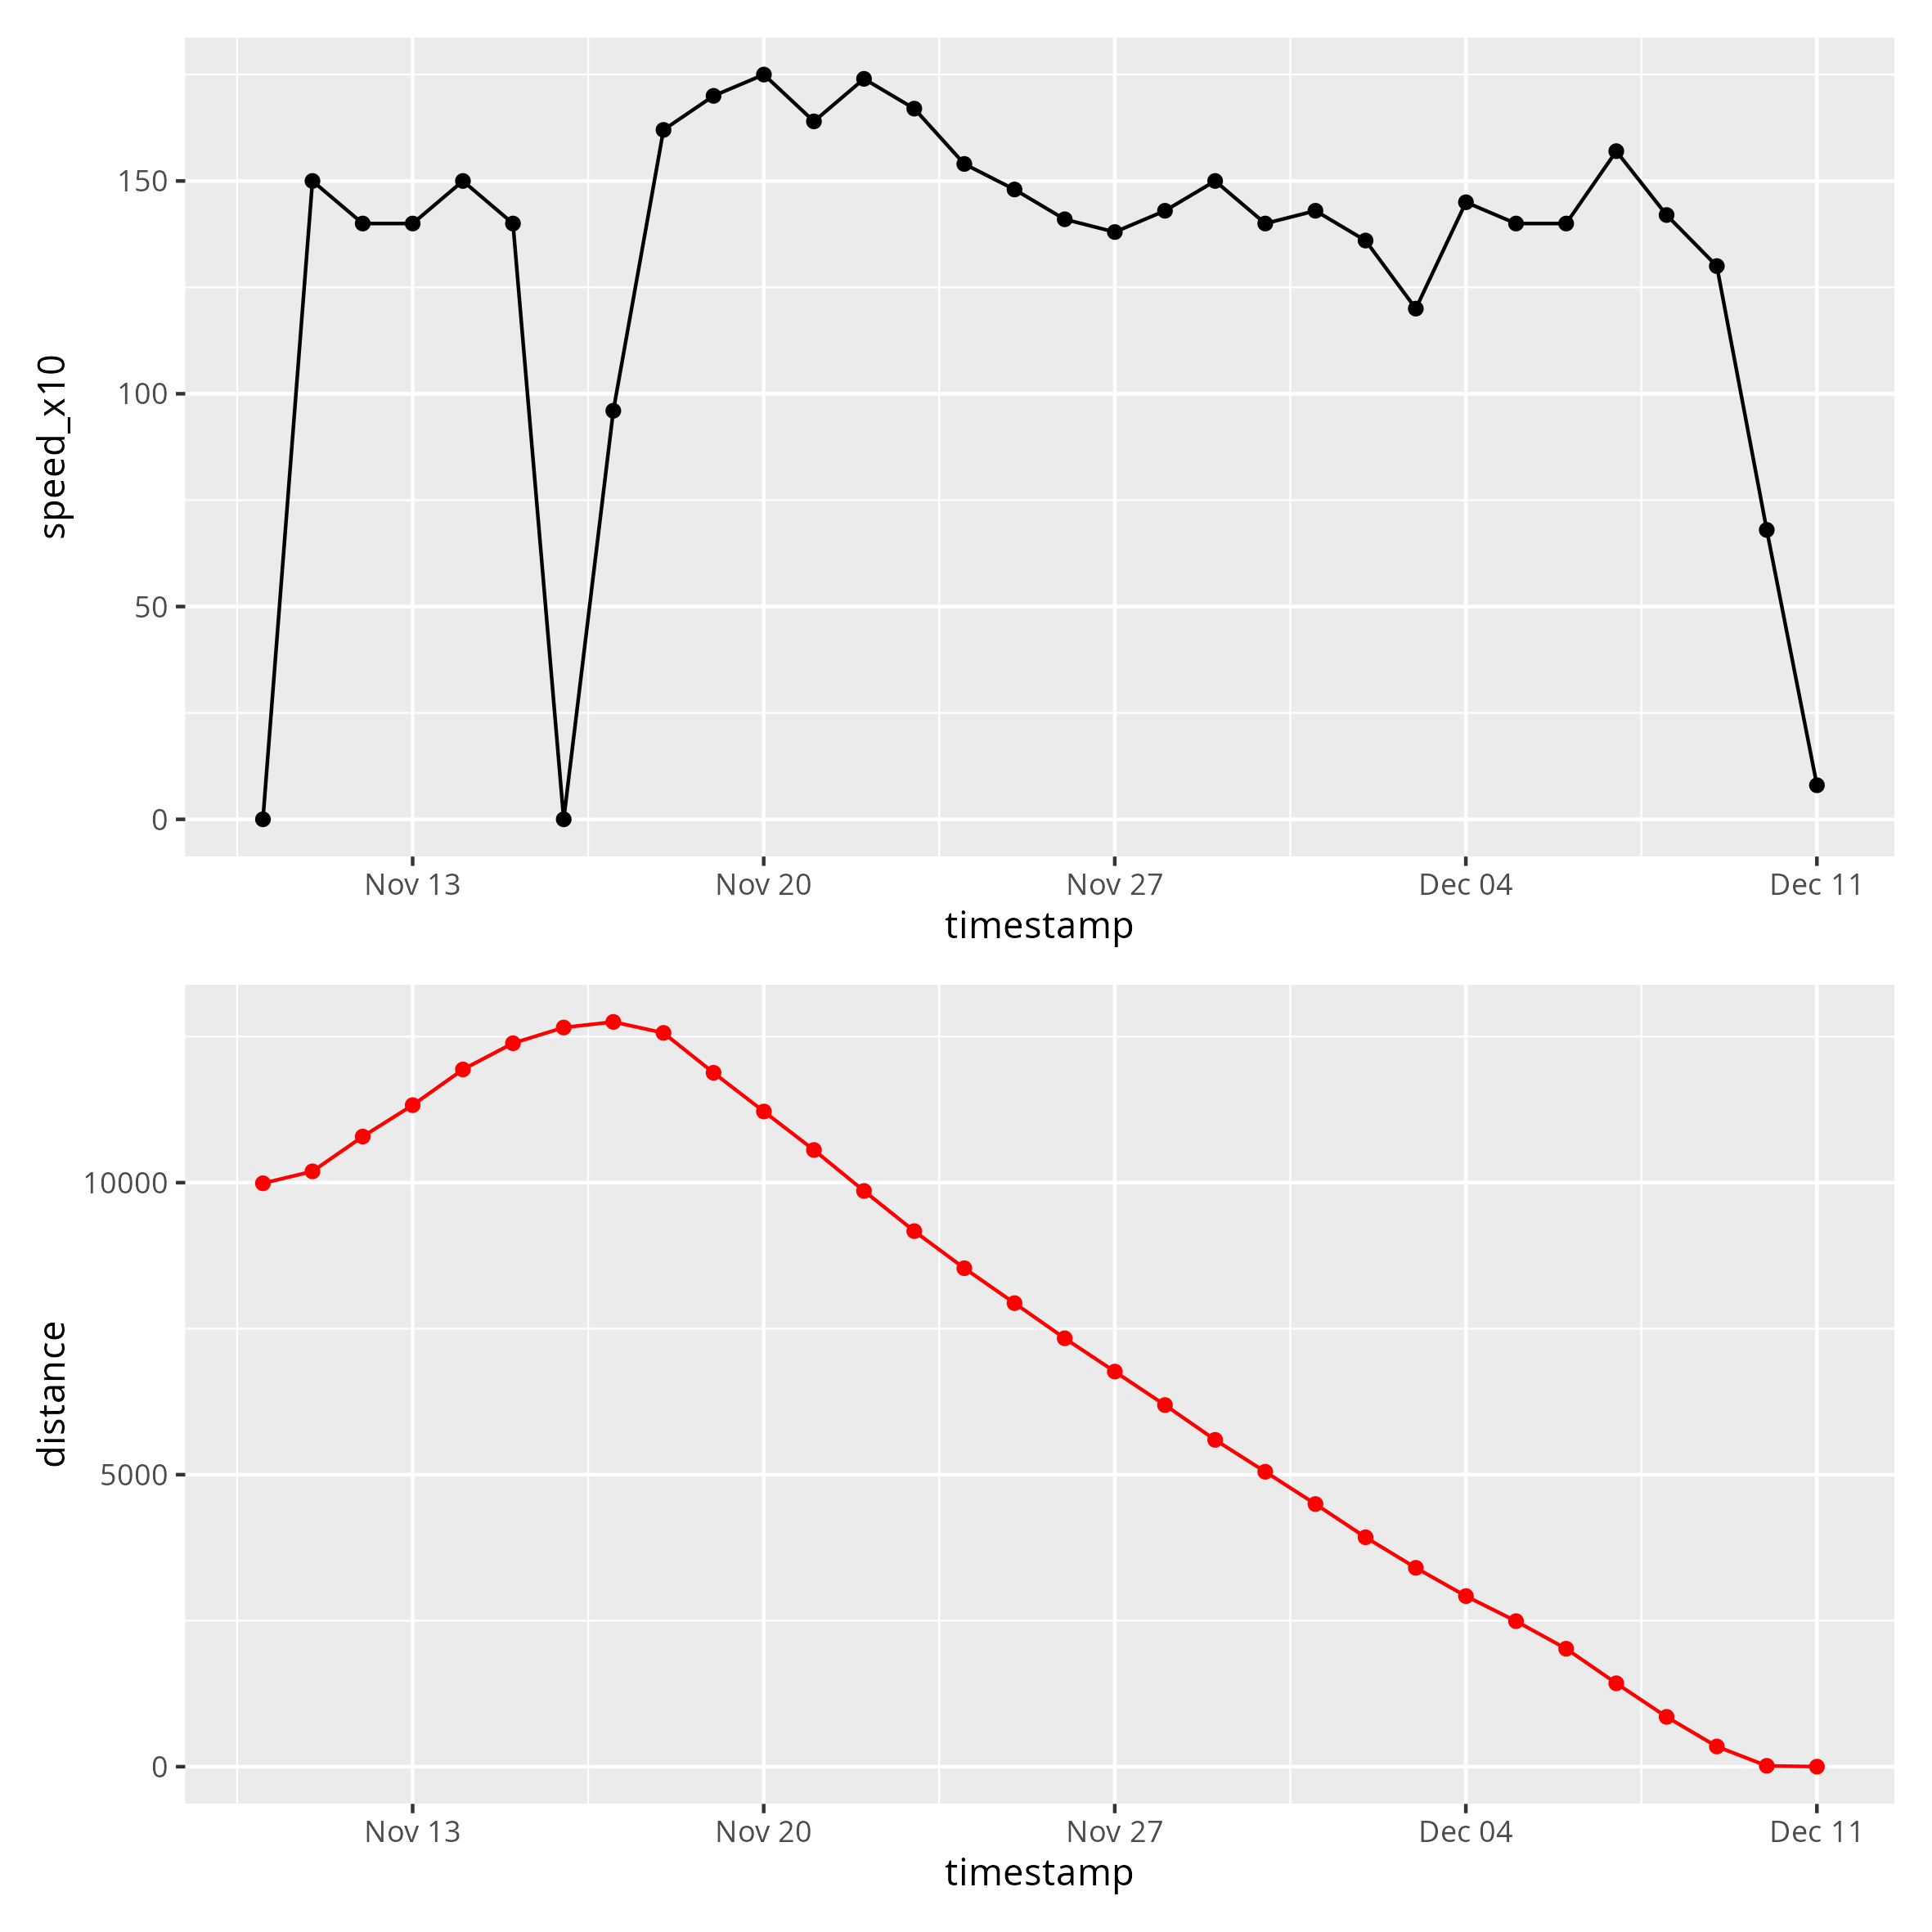 speed_x10
150
100
50
0
Nov 13 Nov 20 Nov 27 Dec 04 Dec 11
timestamp
distance
10000
5000
0
Nov 13 Nov 20 Nov 27 Dec 04 Dec 11
timestamp